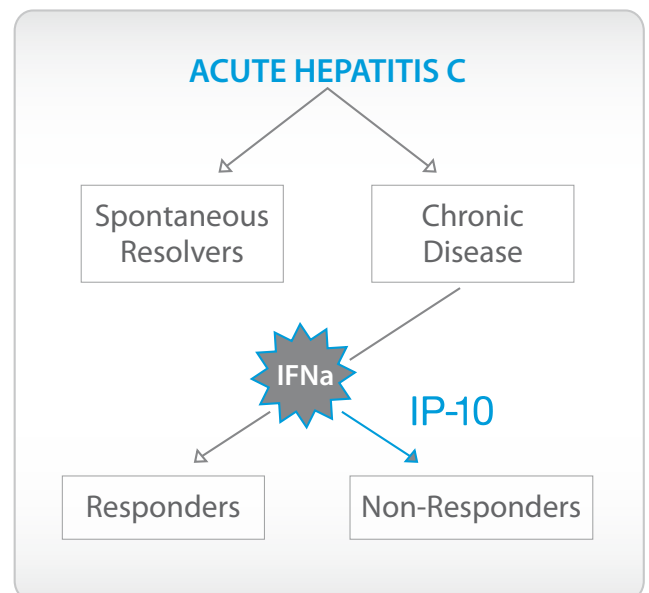 ACUTE HEPATITIS C
Spontaneous
Resolvers
Chronic
Disease
IFNa
IP-10
Responders
Non-Responders